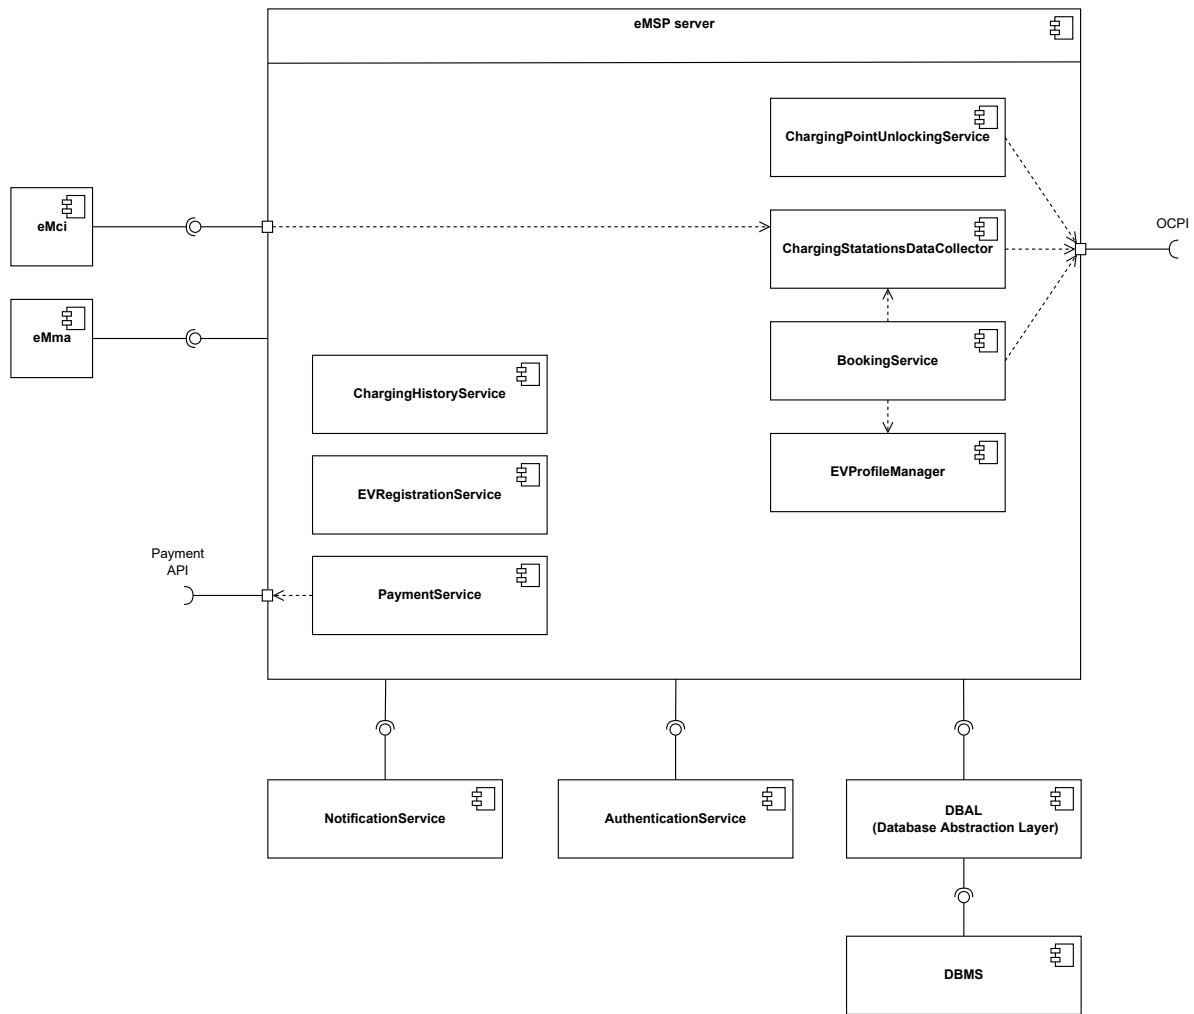 eMSP server
ChargingPointUnlockingService
eMci
OCPI
ChargingStatationsDataCollector
eMma
BookingService
ChargingHistoryService
EVProfileManager
EVRegistrationService
Payment
API
PaymentService
NotificationService
AuthenticationService
DBAL
(Database Abstraction Layer)
DBMS